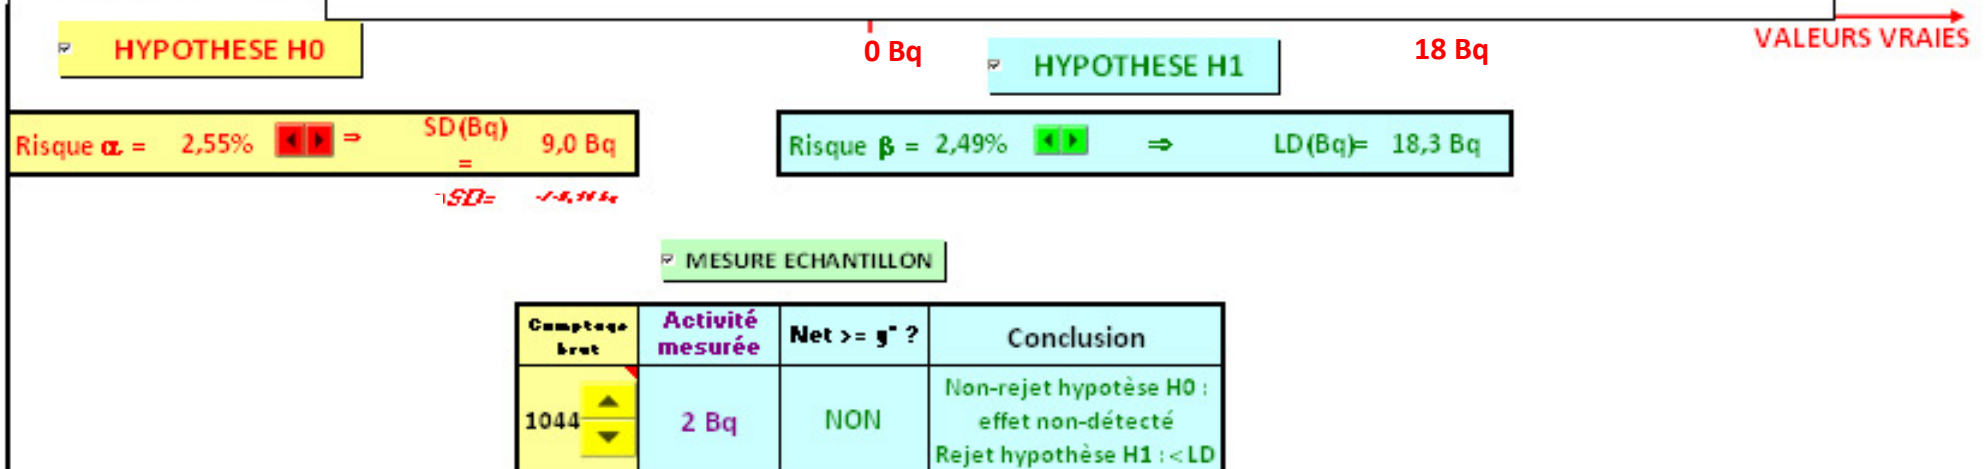 HYPOTHESE H0
0 Bq
HYPOTHESE H1
18 Bq
VALEURS VRAIES
Risque α = 2,55% ⇒ SD(Bq) = 9,0 Bq
Risque β = 2,49% ⇒ LD(Bq)= 18,3 Bq
SD=
MESURE ECHANTILLON
Comptage brut
Activité mesurée
Net >= g* ?
Conclusion
1044
2 Bq
NON
Non-rejet hypotèse H0 :
effet non-détecté
Rejet hypothèse H1 : < LD